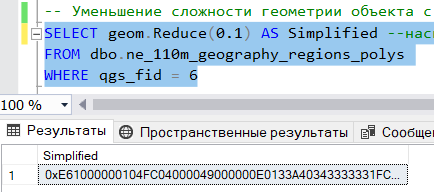 -- Уменьшение сложности геометрии объекта с
SELECT geom.Reduce(0.1) AS Simplified --нас
FROM dbo.ne_110m_geography_regions_polys
WHERE qgs_fid = 6
100 %
Результаты Пространственные результаты Сообщен
Simplified
1 0xE61000000104FC04000049000000E0133A40343333331FC...